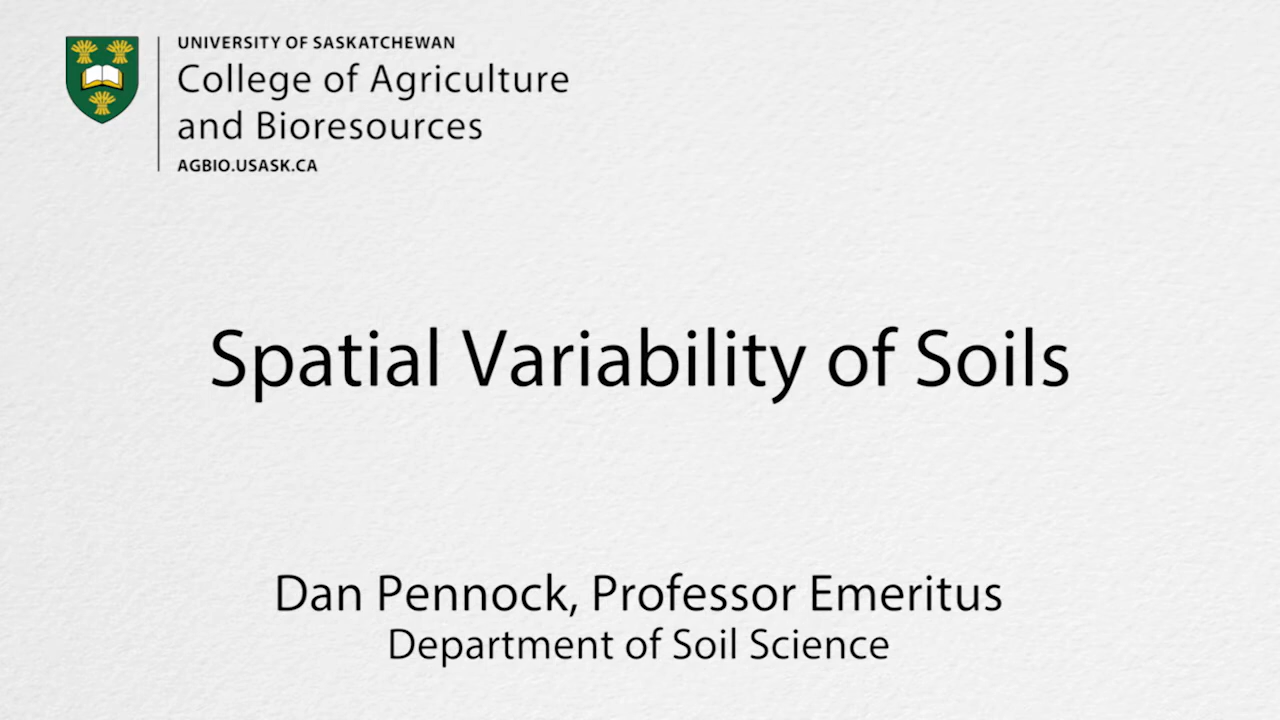 UNIVERSITY OF SASKATCHEWAN
College of Agriculture
and Bioresources
AGBIO.USASK.CA
Spatial Variability of Soils
Dan Pennock, Professor Emeritus
Department of Soil Science